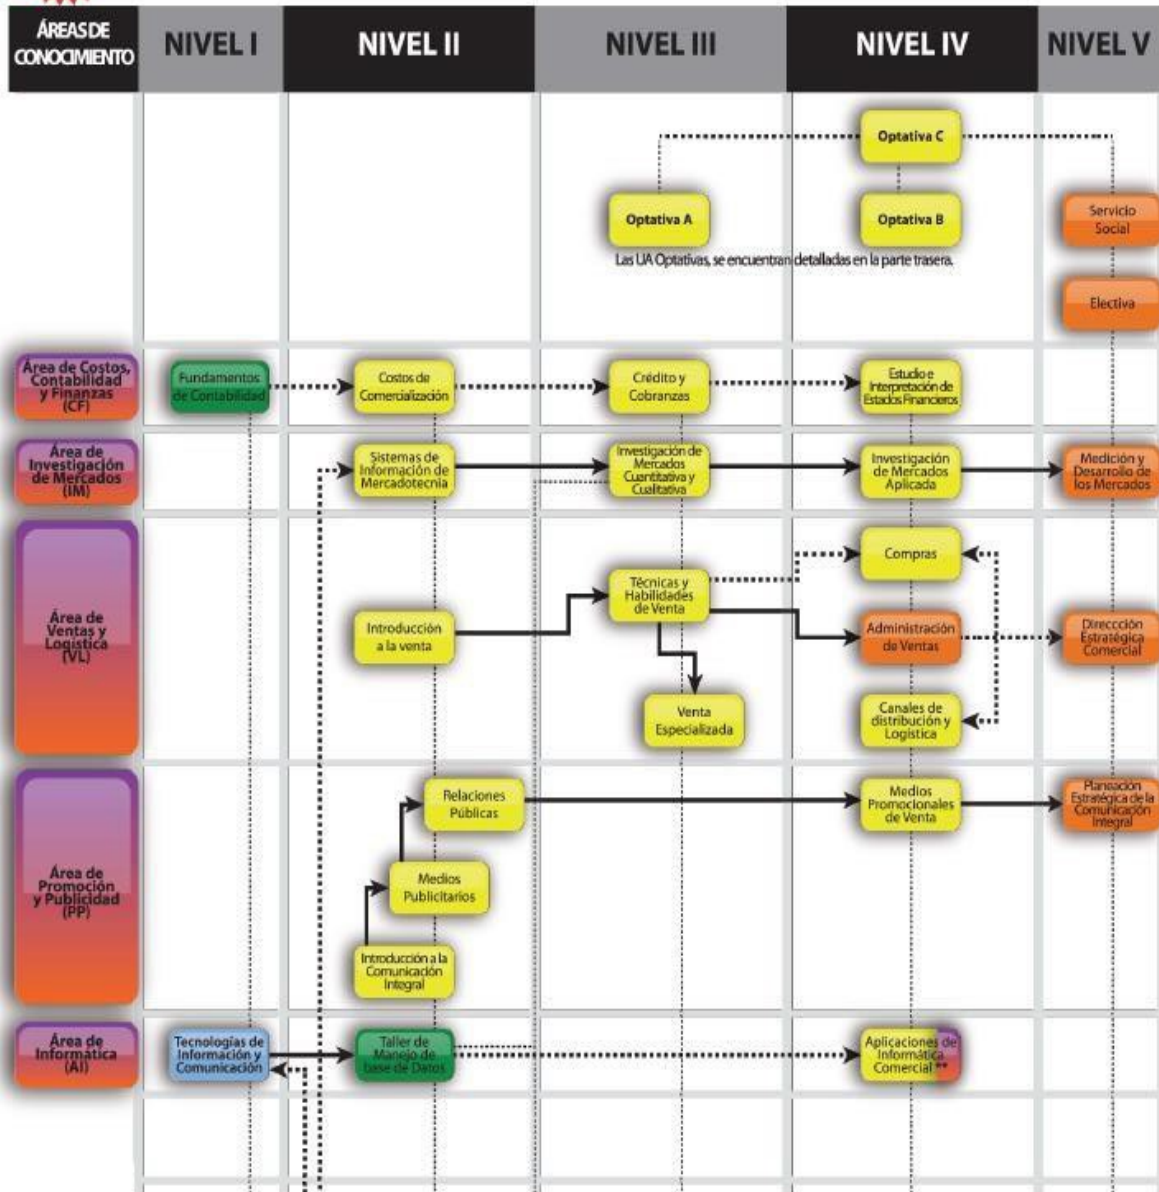 ÁREAS DE
CONOCIMIENTO
NIVEL I
NIVEL II
NIVEL III
NIVEL IV
NIVEL V
Optativa C
Optativa A
Optativa B
Servicio
Social
Las UA Optativas, se encuentran detalladas en la parte trasera.
Electiva
Área de Costos,
Contabilidad
y Finanzas
(CF)
Fundamentos
de Contabilidad
Costos de
Comercialización
Crédito y
Cobranzas
Estudio e
Interpretación de
Estados Financieros
Área de
Investigación
de Mercados
(IM)
Sistemas de
Información de
Mercadotecnia
Investigación de
Mercados
Cuantitativa y
Cualitativa
Investigación
de Mercados
Aplicada
Medición y
Desarrollo de
los Mercados
Área de
Ventas y
Logística
(VL)
Introducción
a la venta
Técnicas y
Habilidades
de Venta
Venta
Especializada
Compras
Administración
de Ventas
Canales de
distribución y
Logística
Direccción
Estratégica
Comercial
Área de
Promoción
y Publicidad
(PP)
Relaciones
Públicas
Medios
Publicitarios
Introducción a la
Comunicación
Integral
Medios
Promocionales
de Venta
Planeación
Estratégica de la
Comunicación
Integral
Área de
Informática
(AI)
Tecnologías de
Información y
Comunicación
Taller de
Manejo de
base de Datos
Aplicaciones de
Informática
Comercial **